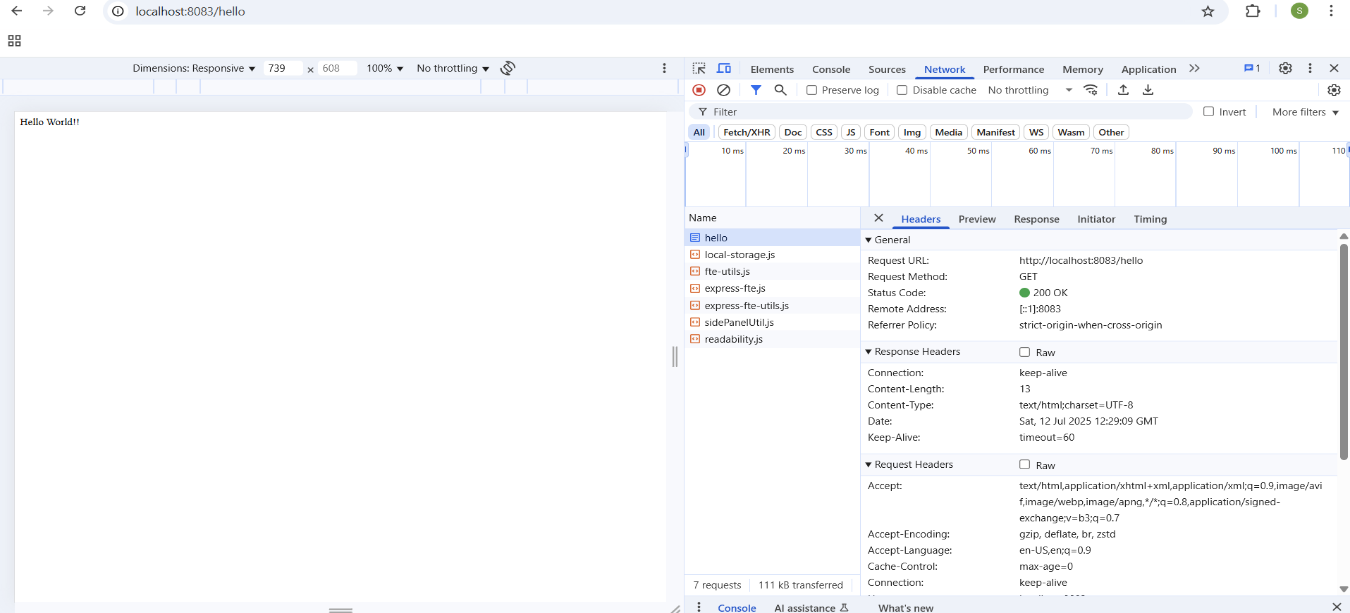 localhost:8083/hello
S
Dimensions: Responsive 739 x 608 100% No throttling
Elements Console Sources Network Performance Memory Application 1
Preserve log Disable cache No throttling
Filter Invert More filters
All Fetch/XHR Doc CSS JS Font Img Media Manifest WS Wasm Other
10 ms 20 ms 30 ms 40 ms 50 ms 60 ms 70 ms 80 ms 90 ms 100 ms 110
Hello World!!
Name
hello
local-storage.js
fte-utils.js
express-fte.js
express-fte-utils.js
sidePanelUtil.js
readability.js
7 requests 111 kB transferred
Headers Preview Response Initiator Timing
General
Request URL: http://localhost:8083/hello
Request Method: GET
Status Code: 200 OK
Remote Address: [::1]:8083
Referrer Policy: strict-origin-when-cross-origin
Response Headers Raw
Connection: keep-alive
Content-Length: 13
Content-Type: text/html;charset=UTF-8
Date: Sat, 12 Jul 2025 12:29:09 GMT
Keep-Alive: timeout=60
Request Headers Raw
Accept: text/html,application/xhtml+xml,application/xml;q=0.9,image/avi
f,image/webp,image/apng,*/*;q=0.8,application/signed-
exchange;v=b3;q=0.7
Accept-Encoding: gzip, deflate, br, zstd
Accept-Language: en-US,en;q=0.9
Cache-Control: max-age=0
Connection: keep-alive
Console AI assistance What's new